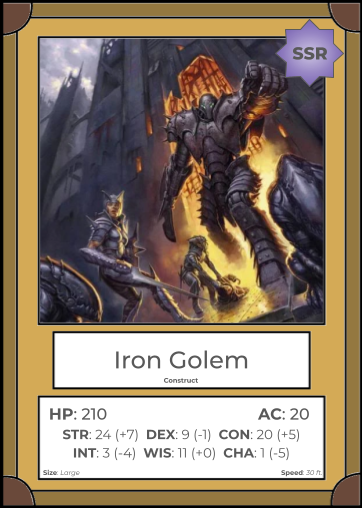 SSR
Iron Golem
Construct
HP: 210 AC: 20
STR: 24 (+7) DEX: 9 (-1) CON: 20 (+5)
INT: 3 (-4) WIS: 11 (+0) CHA: 1 (-5)
Size: Large Speed: 30 ft.